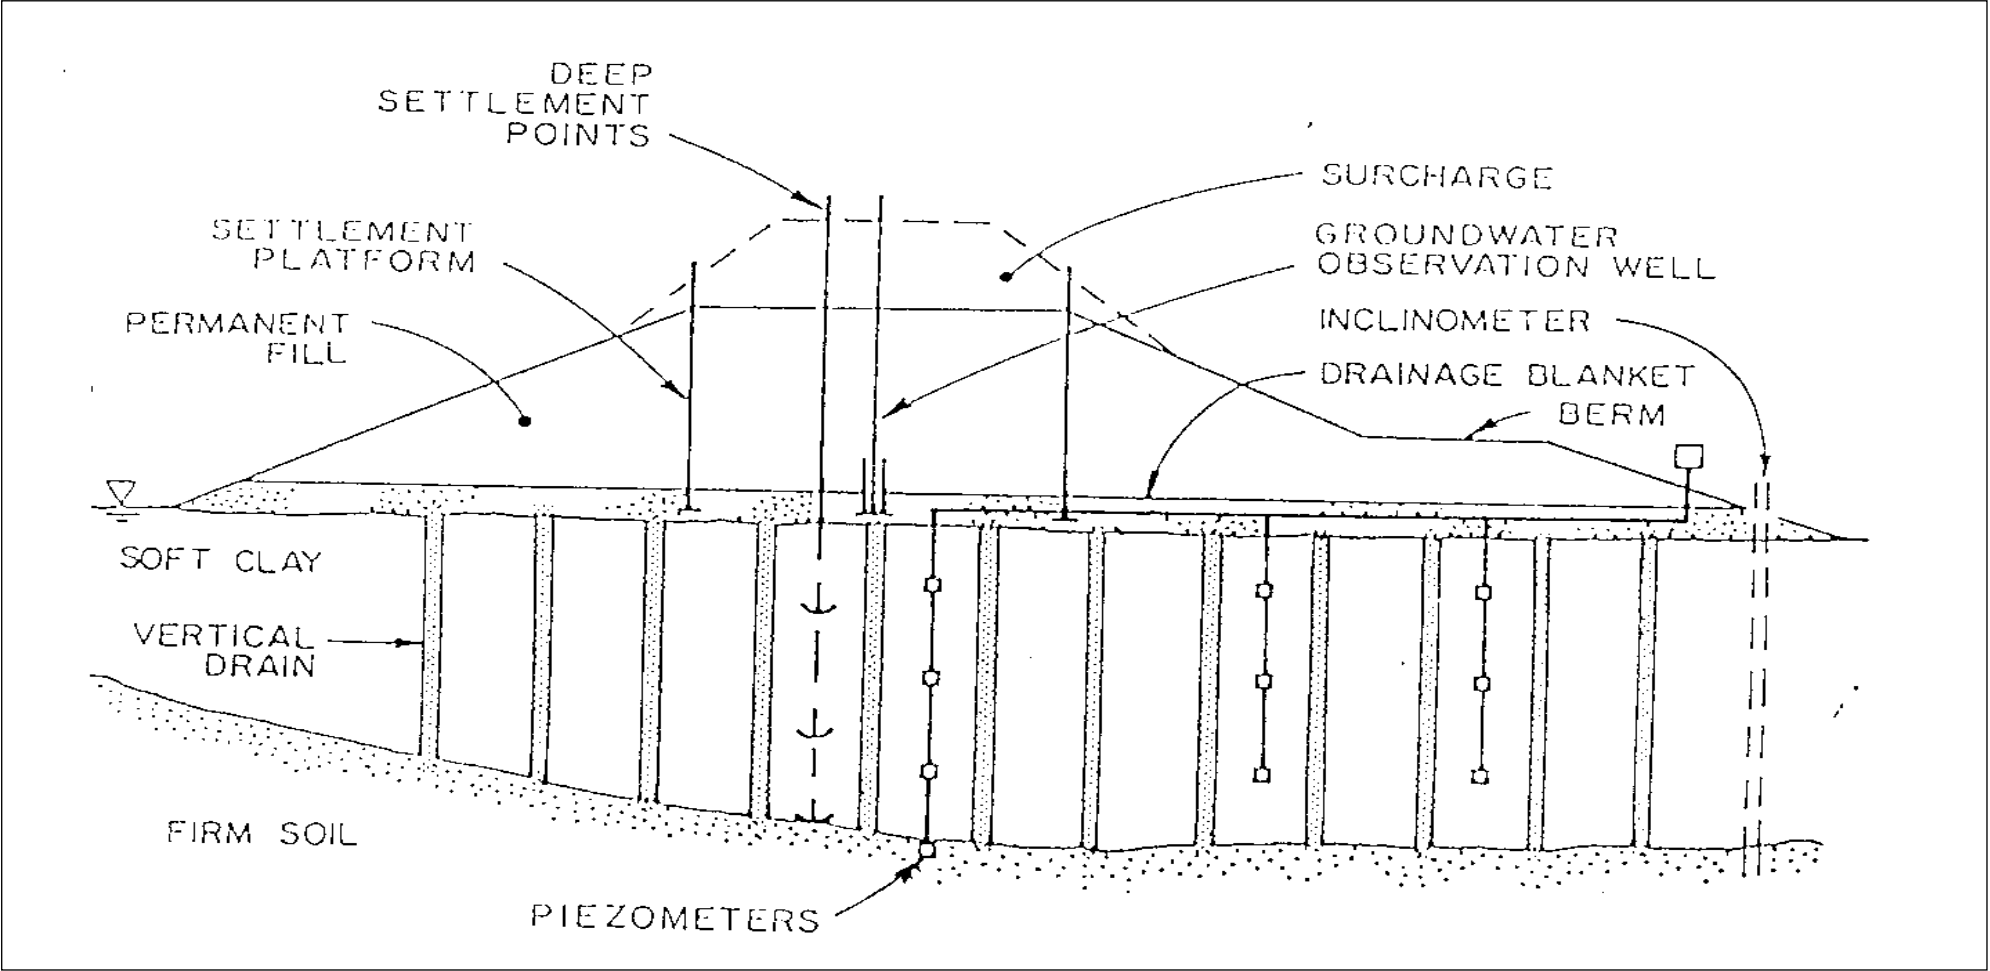 DEEP
SETTLEMENT
POINTS
SURCHARGE
SETTLEMENT
PLATFORM
GROUNDWATER
OBSERVATION WELL
PERMANENT
FILL
INCLINOMETER
DRAINAGE BLANKET
BERM
SOFT CLAY
VERTICAL
DRAIN
FIRM SOIL
PIEZOMETERS